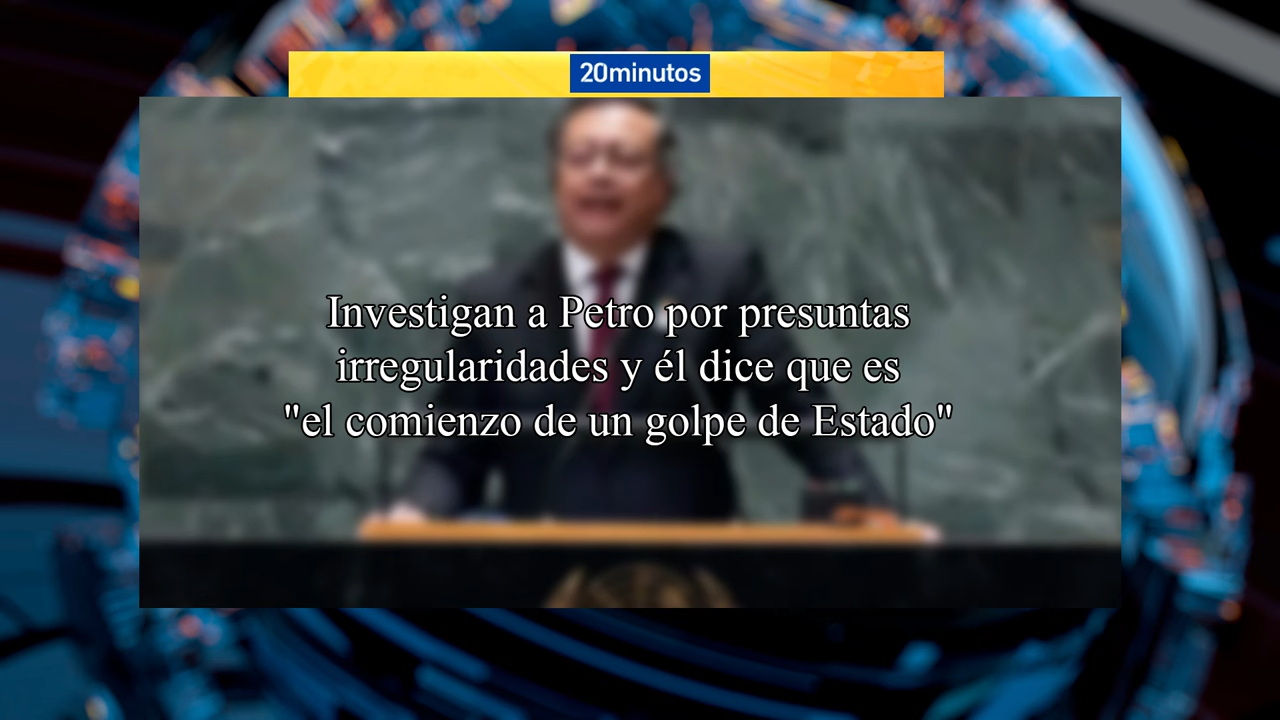 20minutos
Investigan a Petro por presuntas
irregularidades y él dice que es
"el comienzo de un golpe de Estado"